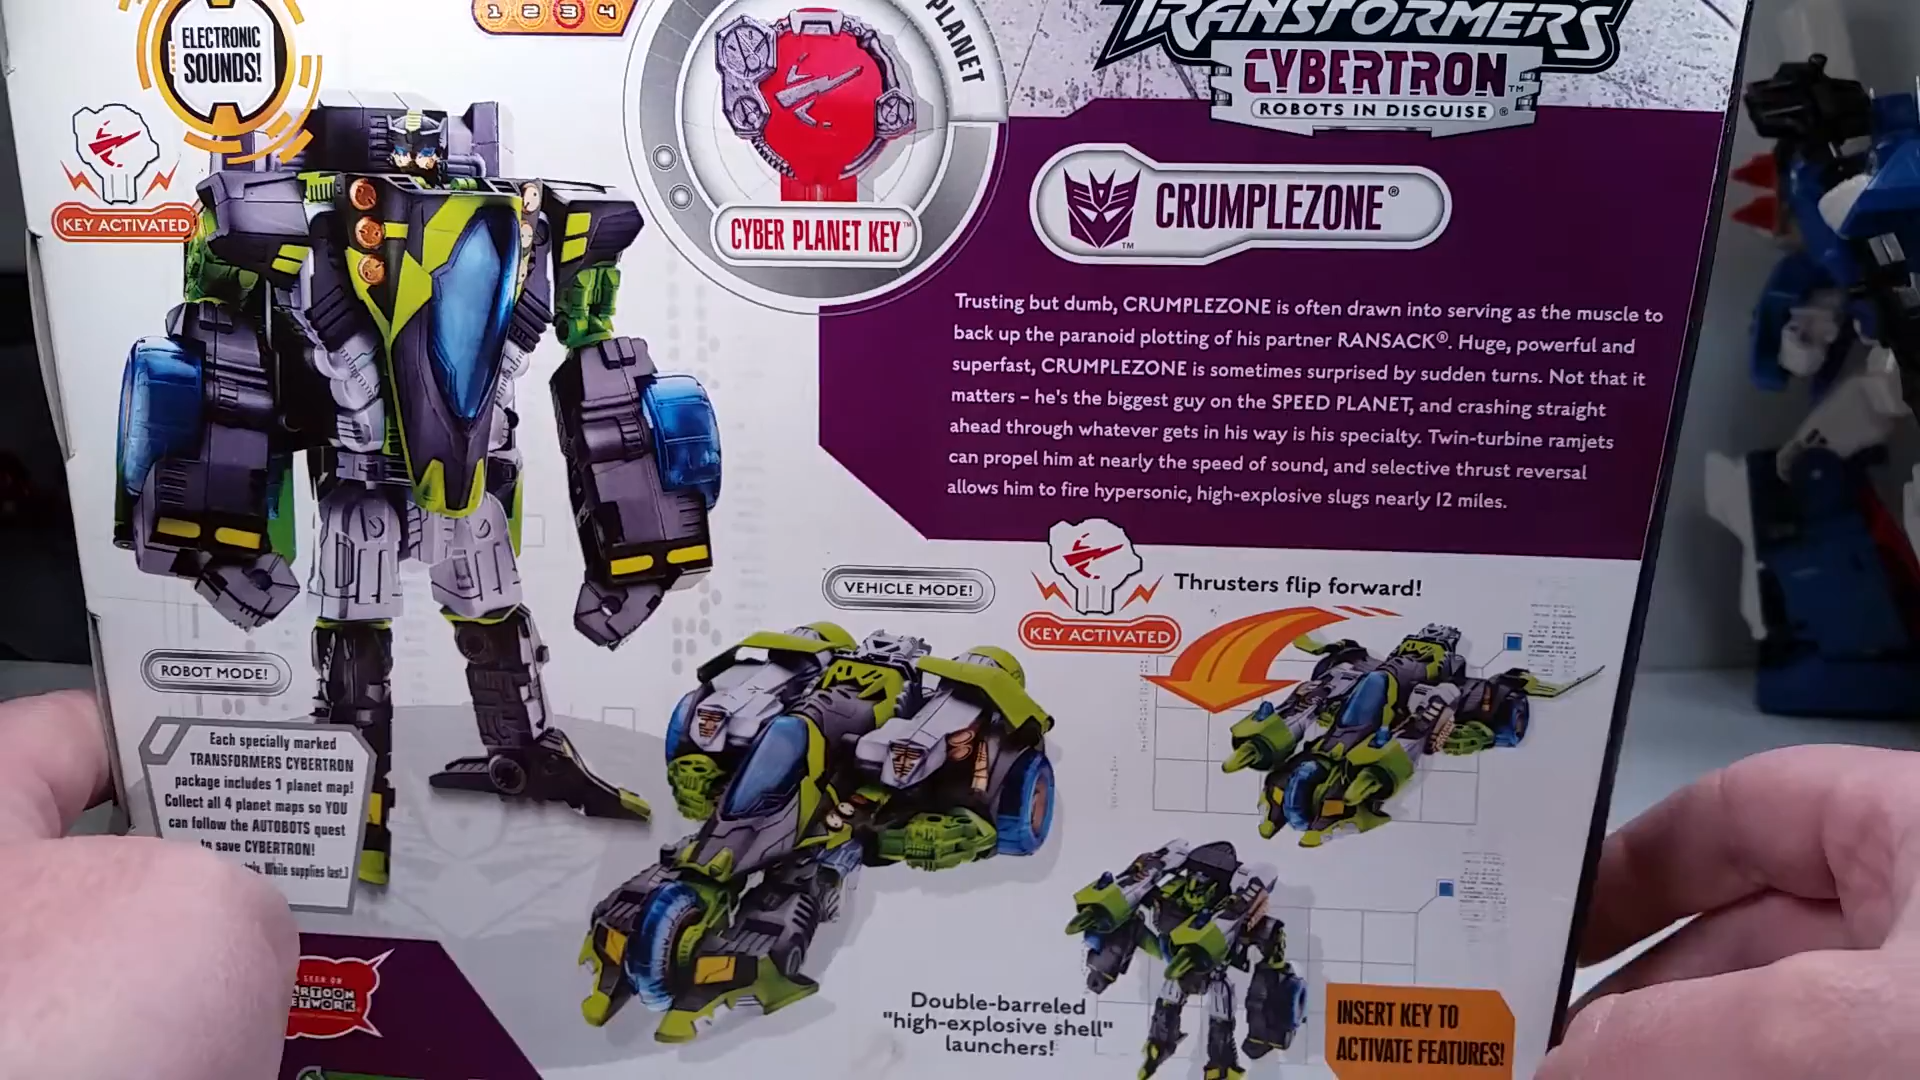 ELECTRONIC
SOUNDS!
KEY ACTIVATED
1 2 3 4
PLANET
CYBER PLANET KEY™
TRANSFORMERS
CYBERTRON™
ROBOTS IN DISGUISE®
CRUMPLEZONE®
TM
Trusting but dumb, CRUMPLEZONE is often drawn into serving as the muscle to
back up the paranoid plotting of his partner RANSACK®. Huge, powerful and
superfast, CRUMPLEZONE is sometimes surprised by sudden turns. Not that it
matters – he's the biggest guy on the SPEED PLANET, and crashing straight
ahead through whatever gets in his way is his specialty. Twin-turbine ramjets
can propel him at nearly the speed of sound, and selective thrust reversal
allows him to fire hypersonic, high-explosive slugs nearly 12 miles.
VEHICLE MODE!
KEY ACTIVATED
Thrusters flip forward!
ROBOT MODE!
Each specially marked
TRANSFORMERS CYBERTRON
package includes 1 planet map!
Collect all 4 planet maps so YOU
can follow the AUTOBOTS quest
to save CYBERTRON!
While supplies last.)
SEEN ON
CARTOON
NETWORK
Double-barreled
"high-explosive shell"
launchers!
INSERT KEY TO
ACTIVATE FEATURES!